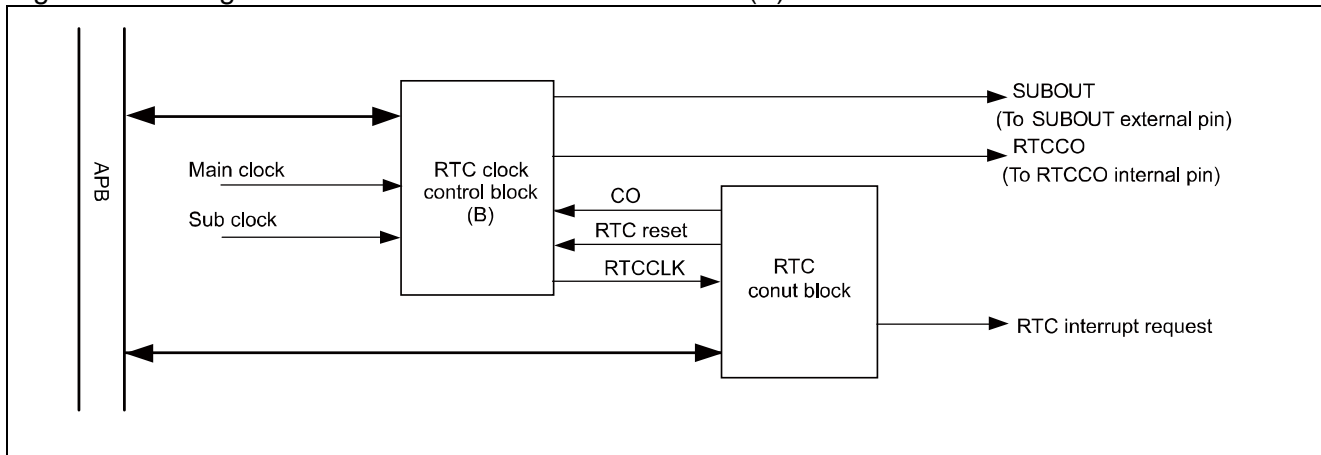 SUBOUT
(To SUBOUT external pin)
RTCCO
(To RTCCO internal pin)
APB
Main clock
Sub clock
RTC clock
control block
(B)
CO
RTC reset
RTCCLK
RTC
conut block
RTC interrupt request